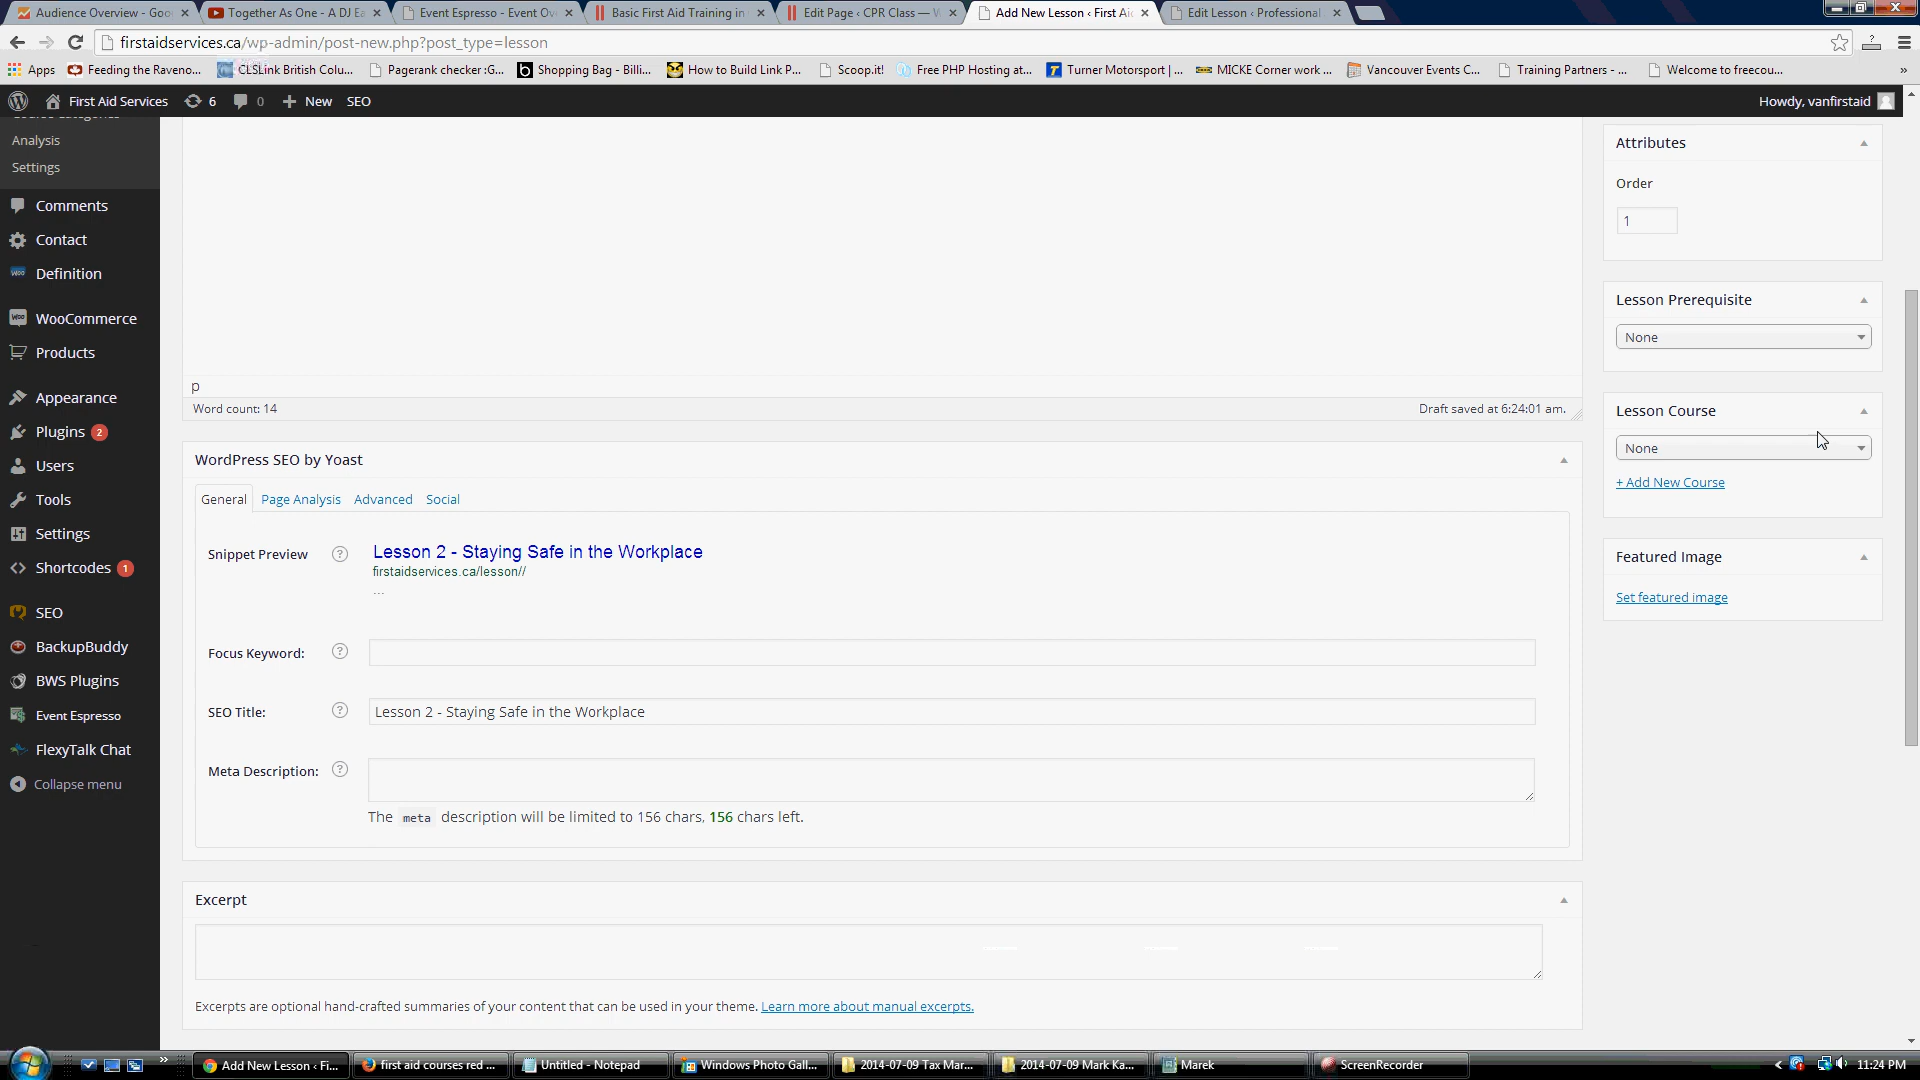 Audience Overview - Goo
Together As One - A DJ Ea
Event Espresso - Event Ov
Basic First Aid Training in
Edit Page ‹ CPR Class — W
Add New Lesson ‹ First Aid
Edit Lesson ‹ Professional
firstaidservices.ca/wp-admin/post-new.php?post_type=lesson
Apps
Feeding the Raveno...
CLSLink British Colu...
Pagerank checker :G...
Shopping Bag - Billi...
How to Build Link P...
Scoop.it!
Free PHP Hosting at...
Turner Motorsport | ...
MICKE Corner work ...
Vancouver Events C...
Training Partners - ...
Welcome to freecou...
»
First Aid Services
6
0
New
SEO
Howdy, vanfirstaid
Course Categories
Analysis
Settings
Comments
Contact
Definition
WooCommerce
Products
Appearance
Plugins 2
Users
Tools
Settings
Shortcodes 1
SEO
BackupBuddy
BWS Plugins
Event Espresso
FlexyTalk Chat
Collapse menu
p
Word count: 14
Draft saved at 6:24:01 am.
WordPress SEO by Yoast
General
Page Analysis
Advanced
Social
Snippet Preview
?
Lesson 2 - Staying Safe in the Workplace
firstaidservices.ca/lesson//
...
Focus Keyword:
?
SEO Title:
?
Lesson 2 - Staying Safe in the Workplace
Meta Description:
?
The meta description will be limited to 156 chars, 156 chars left.
Excerpt
Excerpts are optional hand-crafted summaries of your content that can be used in your theme. Learn more about manual excerpts.
Attributes
Order
1
Lesson Prerequisite
None
Lesson Course
None
+ Add New Course
Featured Image
Set featured image
»
Add New Lesson ‹ Fi...
first aid courses red ...
Untitled - Notepad
Windows Photo Gall...
2014-07-09 Tax Mar...
2014-07-09 Mark Ka...
Marek
ScreenRecorder
11:24 PM